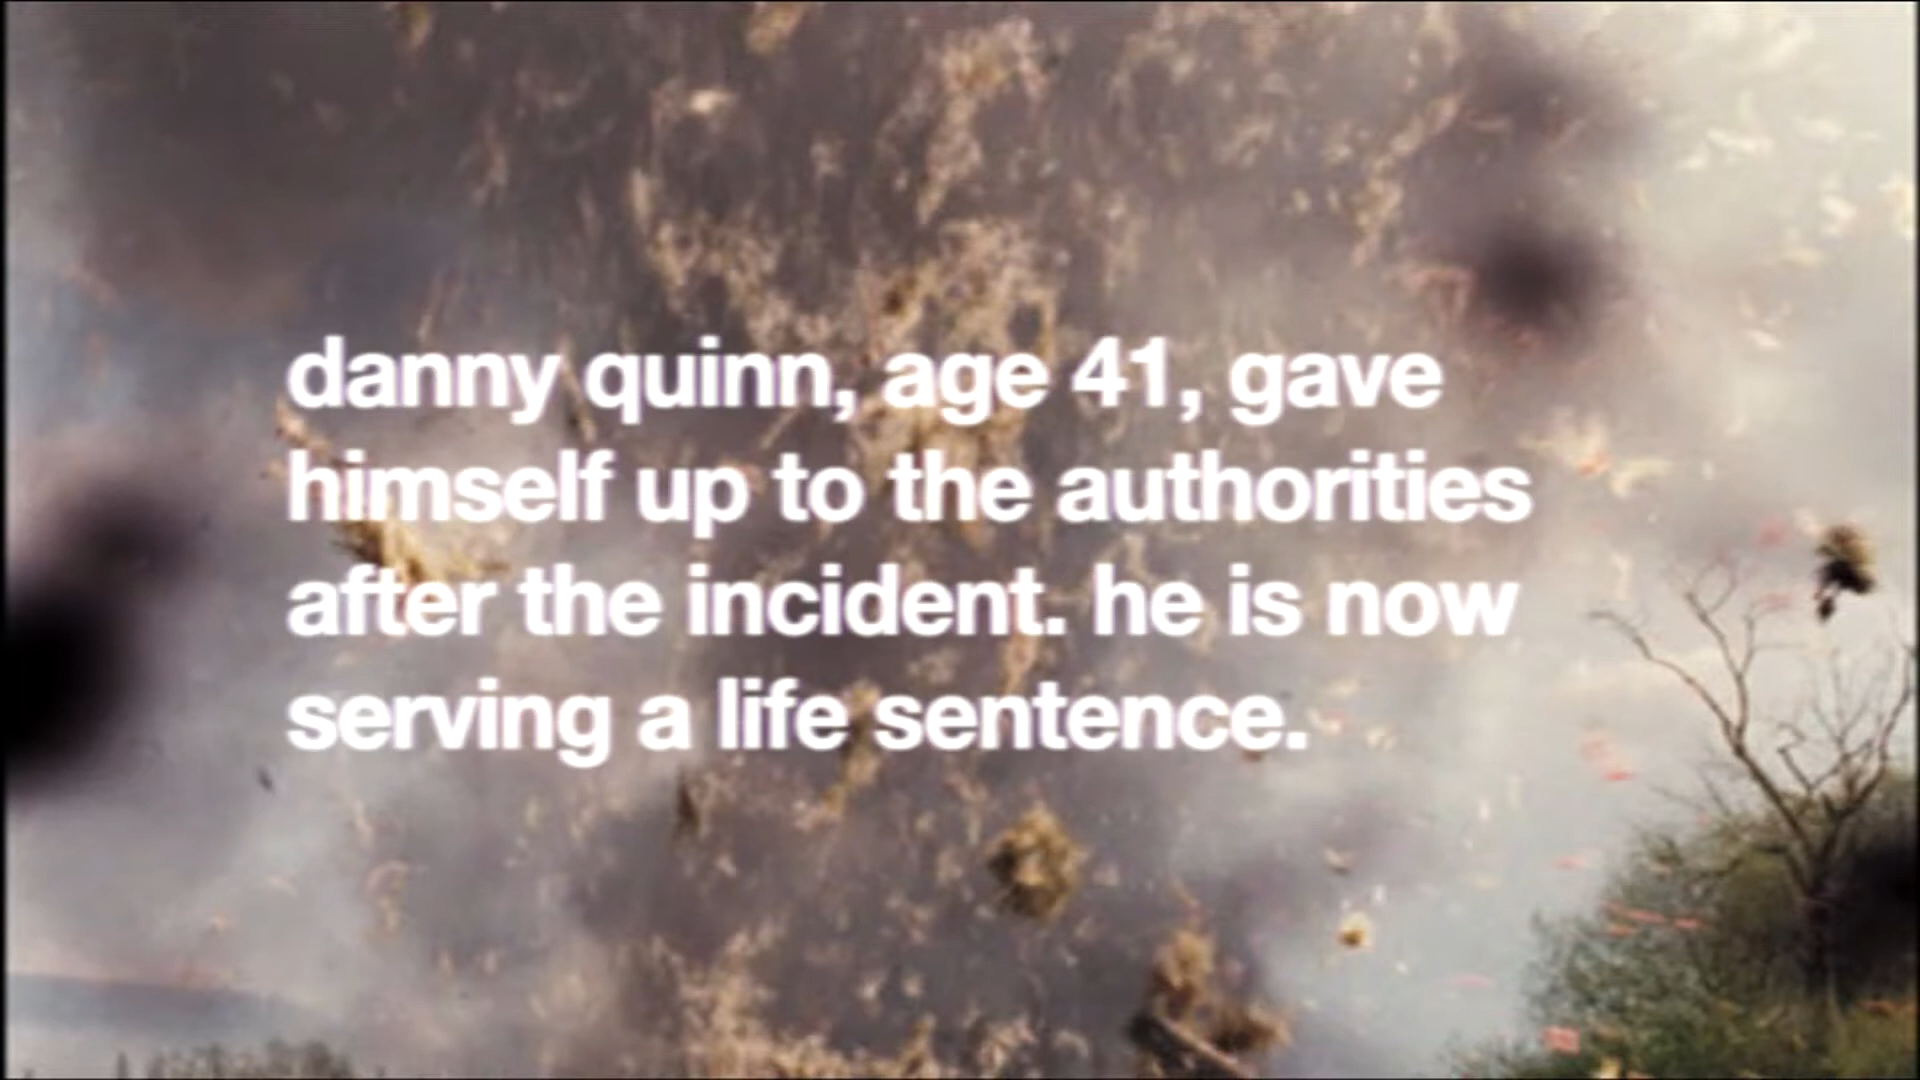 danny quinn, age 41, gave
himself up to the authorities
after the incident. he is now
serving a life sentence.